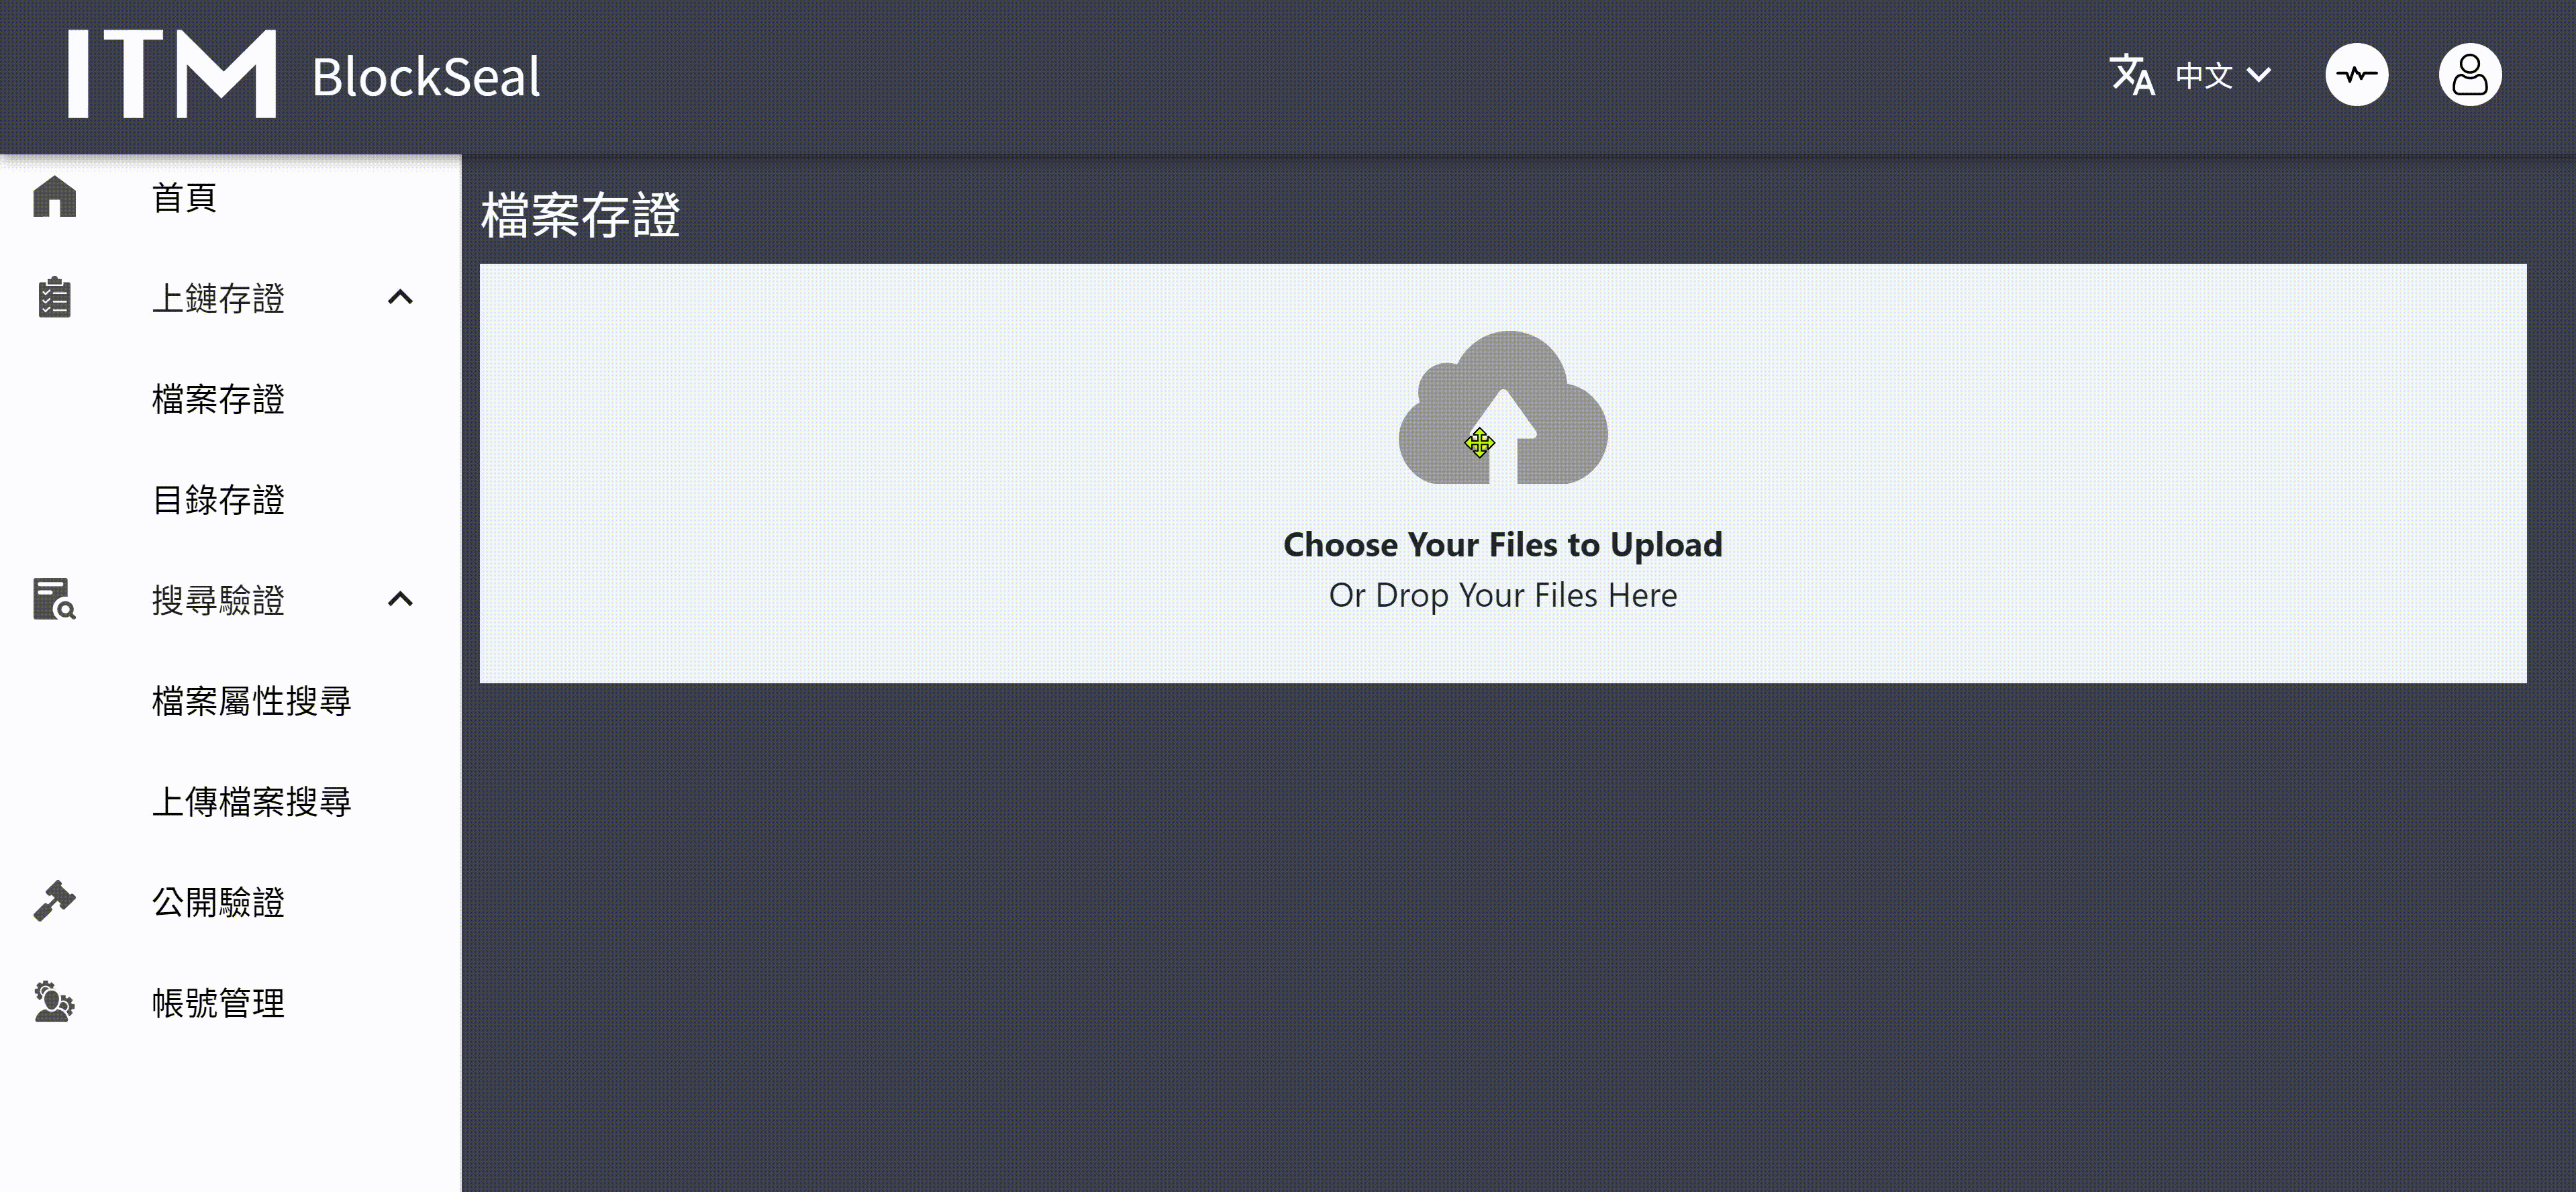 ITM BlockSeal
中文
首頁
上鏈存證
檔案存證
目錄存證
搜尋驗證
檔案屬性搜尋
上傳檔案搜尋
公開驗證
帳號管理
檔案存證
Choose Your Files to Upload
Or Drop Your Files Here